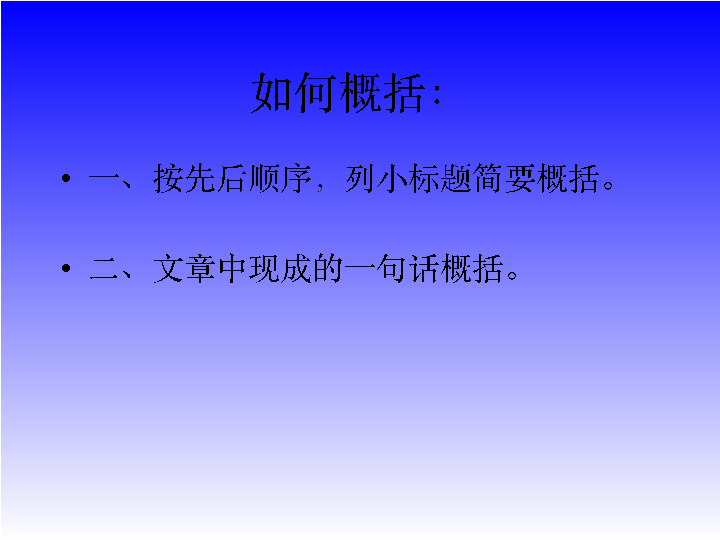 如何概括：
• 一、按先后顺序，列小标题简要概括。
• 二、文章中现成的一句话概括。